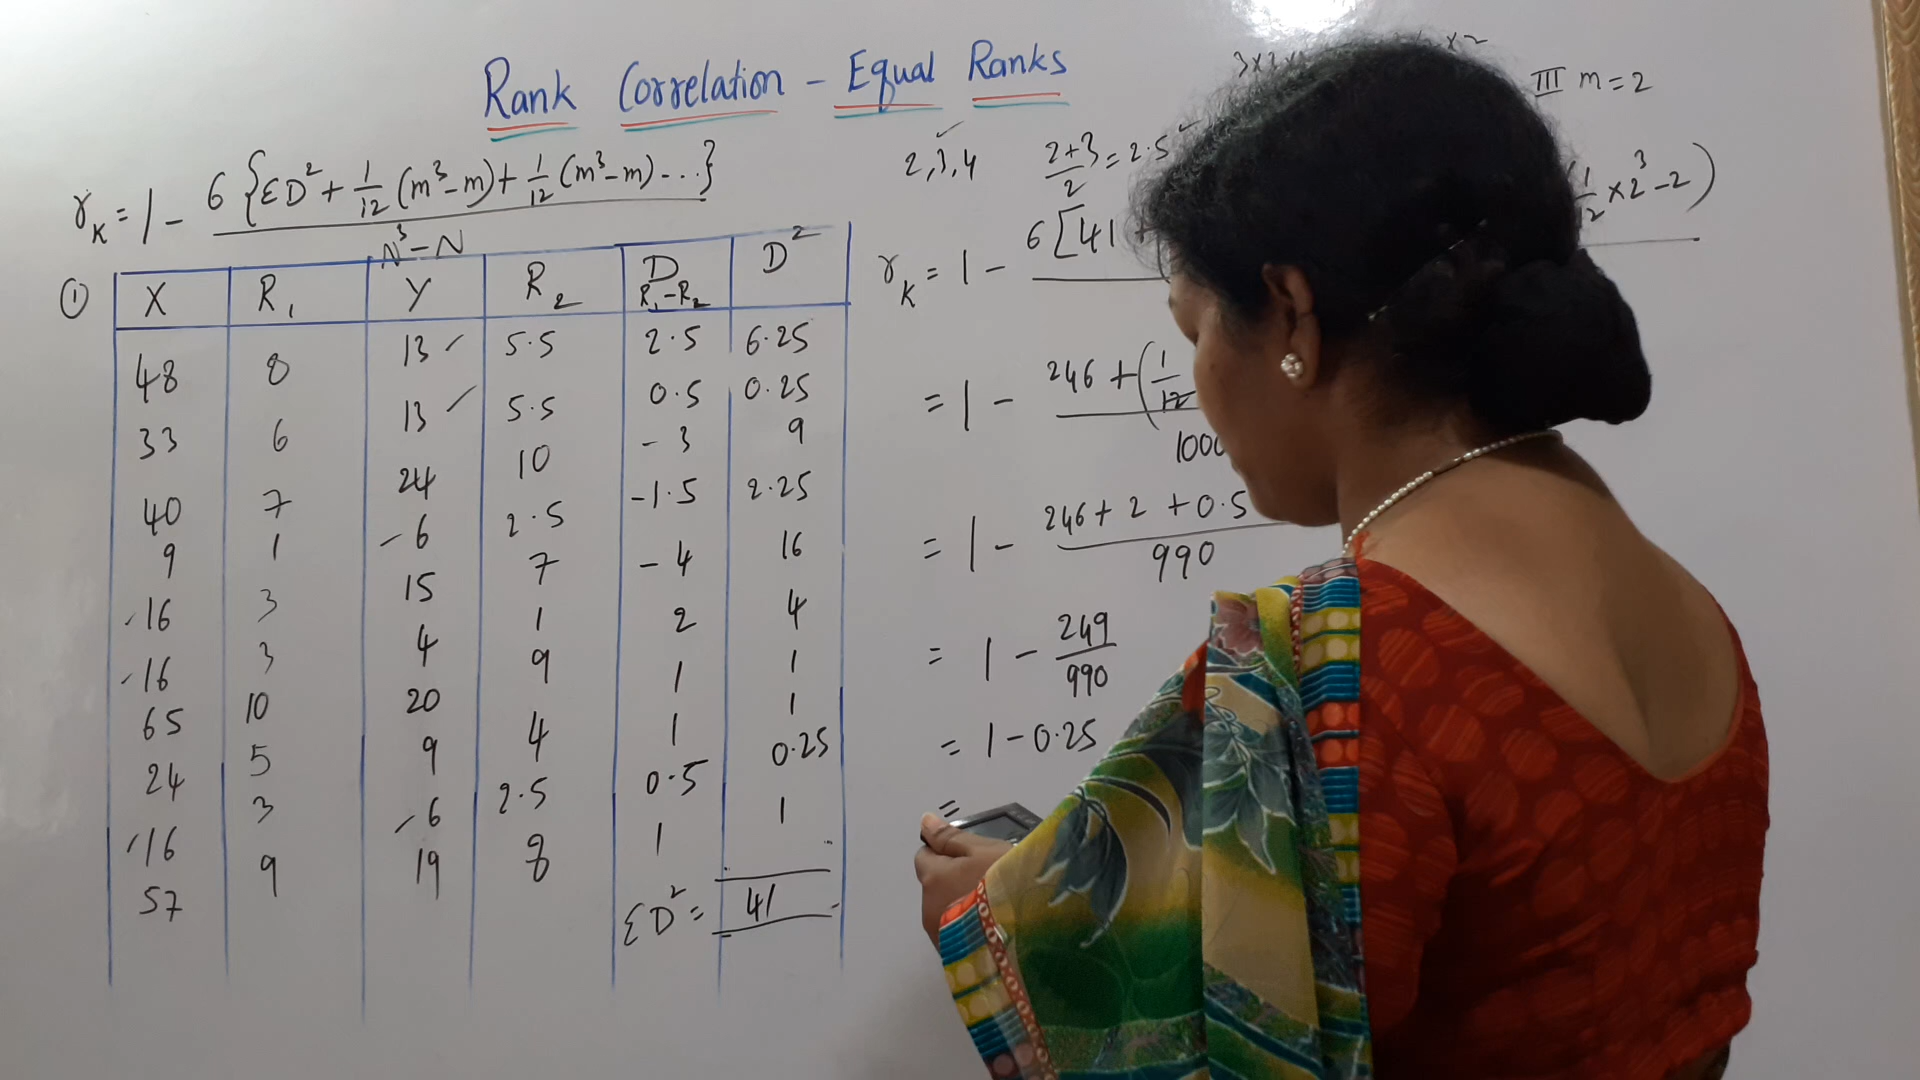 Rank Correlation - Equal Ranks
r_K = 1 - 6 {ΣD² + 1/12 (m³-m) + 1/12 (m³-m) ...} / N³-N
① X R₁ Y R₂ D R₁-R₂ D²
48 8 13 ✓ 5.5 2.5 6.25
33 6 13 ✓ 5.5 0.5 0.25
40 7 24 10 -3 9
9 1 6 2.5 -1.5 2.25
16 3 15 7 -4 16
16 3 4 1 2 4
65 10 20 9 1 1
24 5 9 4 1 1
16 3 6 2.5 0.5 0.25
57 9 19 8 1 1
ΣD² = 41
III m=2
2,3,4 2+3/2 = 2.5
r_K = 1 - 6[41 + 1/12 ×2³-2)
= 1 - 246 + (1/12
1000
= 1 - 246+2+0.5 / 990
= 1 - 249/990
= 1-0.25
=